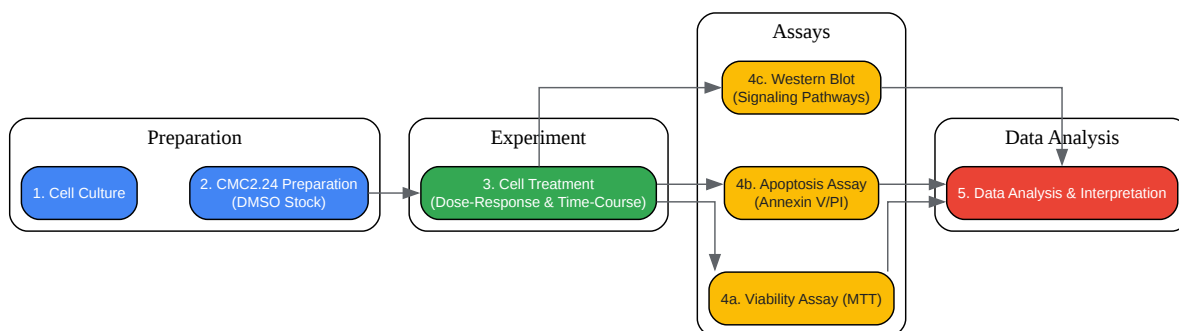 Preparation
1. Cell Culture
2. CMC2.24 Preparation
(DMSO Stock)
Experiment
3. Cell Treatment
(Dose-Response & Time-Course)
Assays
4c. Western Blot
(Signaling Pathways)
4b. Apoptosis Assay
(Annexin V/PI)
4a. Viability Assay (MTT)
Data Analysis
5. Data Analysis & Interpretation